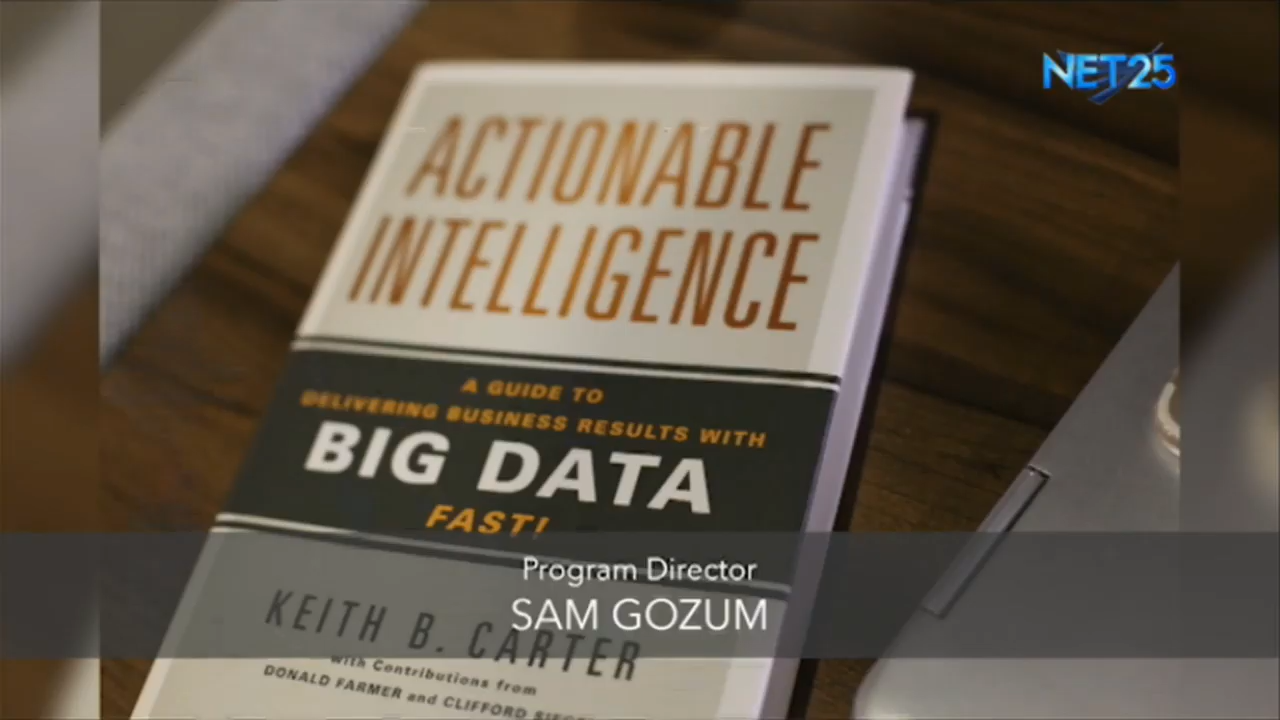 NET25
ACTIONABLE
INTELLIGENCE
A GUIDE TO
DELIVERING BUSINESS RESULTS WITH
BIG DATA
FAST!
Program Director
SAM GOZUM
KEITH B. CARTER
with Contributions from
DONALD FARMER and CLIFFORD